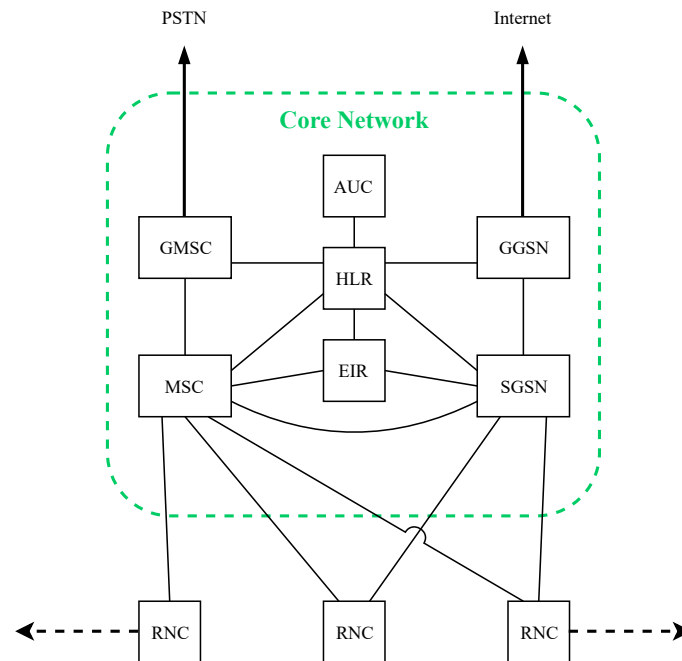 PSTN
Internet
Core Network
AUC
GMSC
HLR
GGSN
MSC
EIR
SGSN
RNC
RNC
RNC